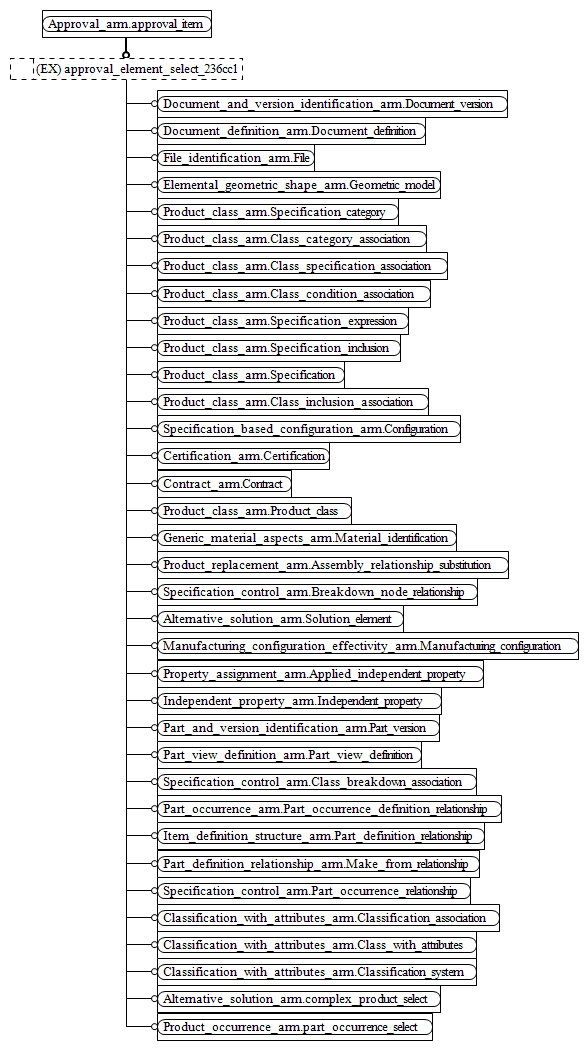 Approval_arm.approval_item
(EX) approval_element_select_236cc1
Document_and_version_identification_arm.Document_version
Document_definition_arm.Document_definition
File_identification_arm.File
Elemental_geometric_shape_arm.Geometric_model
Product_class_arm.Specification_category
Product_class_arm.Class_category_association
Product_class_arm.Class_specification_association
Product_class_arm.Class_condition_association
Product_class_arm.Specification_expression
Product_class_arm.Specification_inclusion
Product_class_arm.Specification
Product_class_arm.Class_inclusion_association
Specification_based_configuration_arm.Configuration
Certification_arm.Certification
Contract_arm.Contract
Product_class_arm.Product_class
Generic_material_aspects_arm.Material_identification
Product_replacement_arm.Assembly_relationship_substitution
Specification_control_arm.Breakdown_node_relationship
Alternative_solution_arm.Solution_element
Manufacturing_configuration_effectivity_arm.Manufacturing_configuration
Property_assignment_arm.Applied_independent_property
Independent_property_arm.Independent_property
Part_and_version_identification_arm.Part_version
Part_view_definition_arm.Part_view_definition
Specification_control_arm.Class_breakdown_association
Part_occurrence_arm.Part_occurrence_definition_relationship
Item_definition_structure_arm.Part_definition_relationship
Part_definition_relationship_arm.Make_from_relationship
Specification_control_arm.Part_occurrence_relationship
Classification_with_attributes_arm.Classification_association
Classification_with_attributes_arm.Class_with_attributes
Classification_with_attributes_arm.Classification_system
Alternative_solution_arm.complex_product_select
Product_occurrence_arm.part_occurrence_select